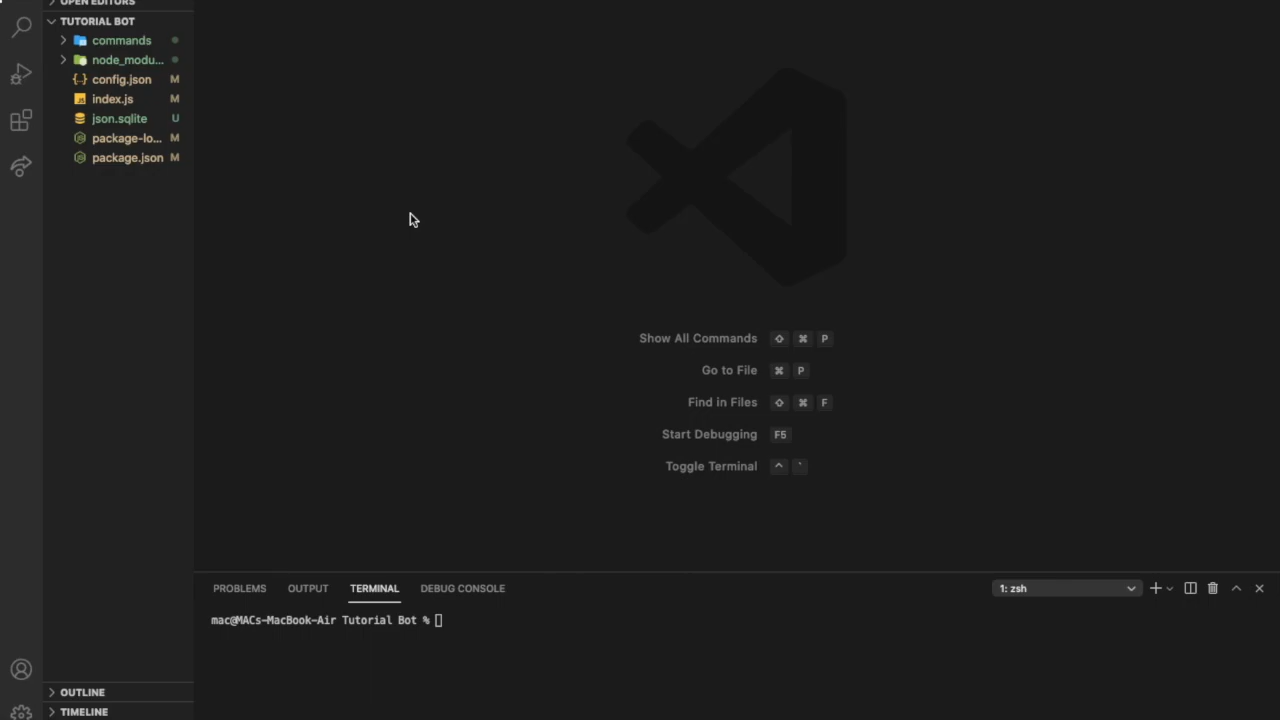 OPEN EDITORS
TUTORIAL BOT
commands
node_modu...
config.json M
index.js M
json.sqlite U
package-lo... M
package.json M
Show All Commands ⇧ ⌘ P
Go to File ⌘ P
Find in Files ⇧ ⌘ F
Start Debugging F5
Toggle Terminal ^ `
PROBLEMS OUTPUT TERMINAL DEBUG CONSOLE 1: zsh
mac@MACs-MacBook-Air Tutorial Bot %
OUTLINE
TIMELINE